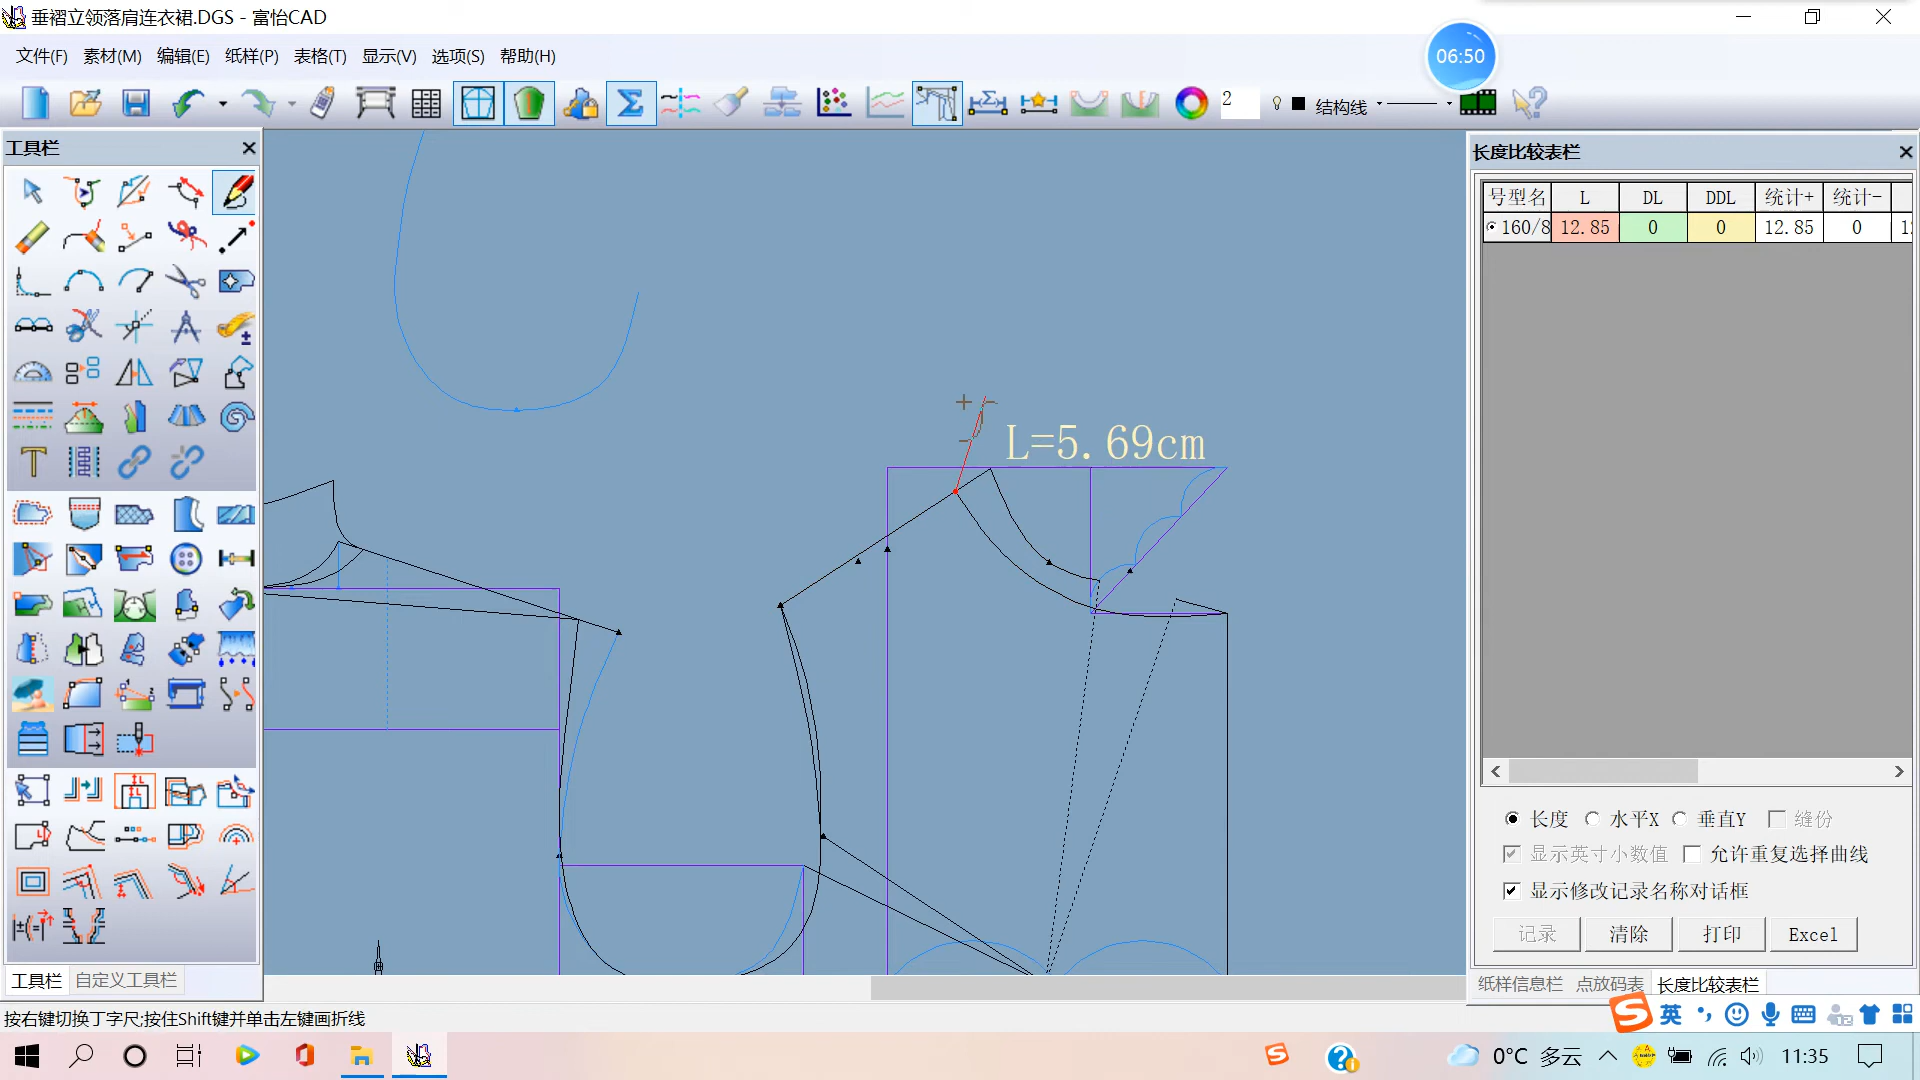 垂褶立领落肩连衣裙.DGS - 富怡CAD
文件(F) 素材(M) 编辑(E) 纸样(P) 表格(T) 显示(V) 选项(S) 帮助(H)
06:50
2 结构线
工具栏
长度比较表栏
号型名 L DL DDL 统计+ 统计-
160/8 12.85 0 0 12.85 0
L=5.69cm
长度 水平X 垂直Y 缝份
显示英寸小数值 允许重复选择曲线
显示修改记录名称对话框
记录 清除 打印 Excel
工具栏 自定义工具栏
纸样信息栏 点放码表 长度比较表栏
按右键切换丁字尺;按住Shift键并单击左键画折线
英
0°C 多云 11:35